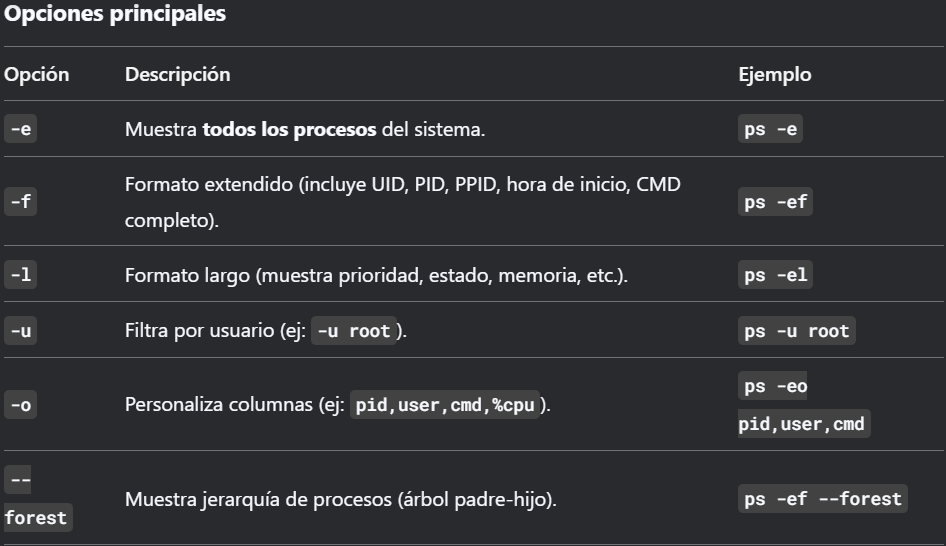 Opciones principales
Opción Descripción Ejemplo
-e Muestra todos los procesos del sistema. ps -e
-f Formato extendido (incluye UID, PID, PPID, hora de inicio, CMD
completo). ps -ef
-l Formato largo (muestra prioridad, estado, memoria, etc.). ps -el
-u Filtra por usuario (ej: -u root). ps -u root
-o Personaliza columnas (ej: pid,user,cmd,%cpu). ps -eo
pid,user,cmd
--
forest Muestra jerarquía de procesos (árbol padre-hijo). ps -ef --forest